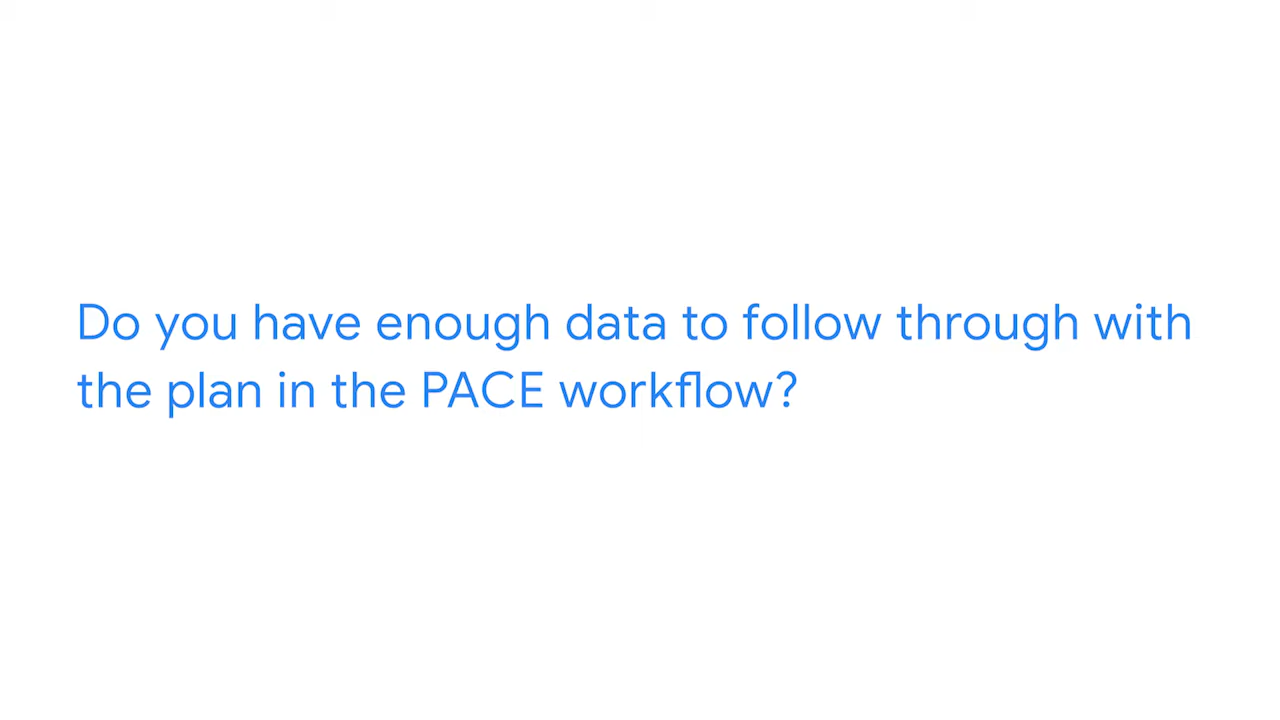 Do you have enough data to follow through with
the plan in the PACE workflow?